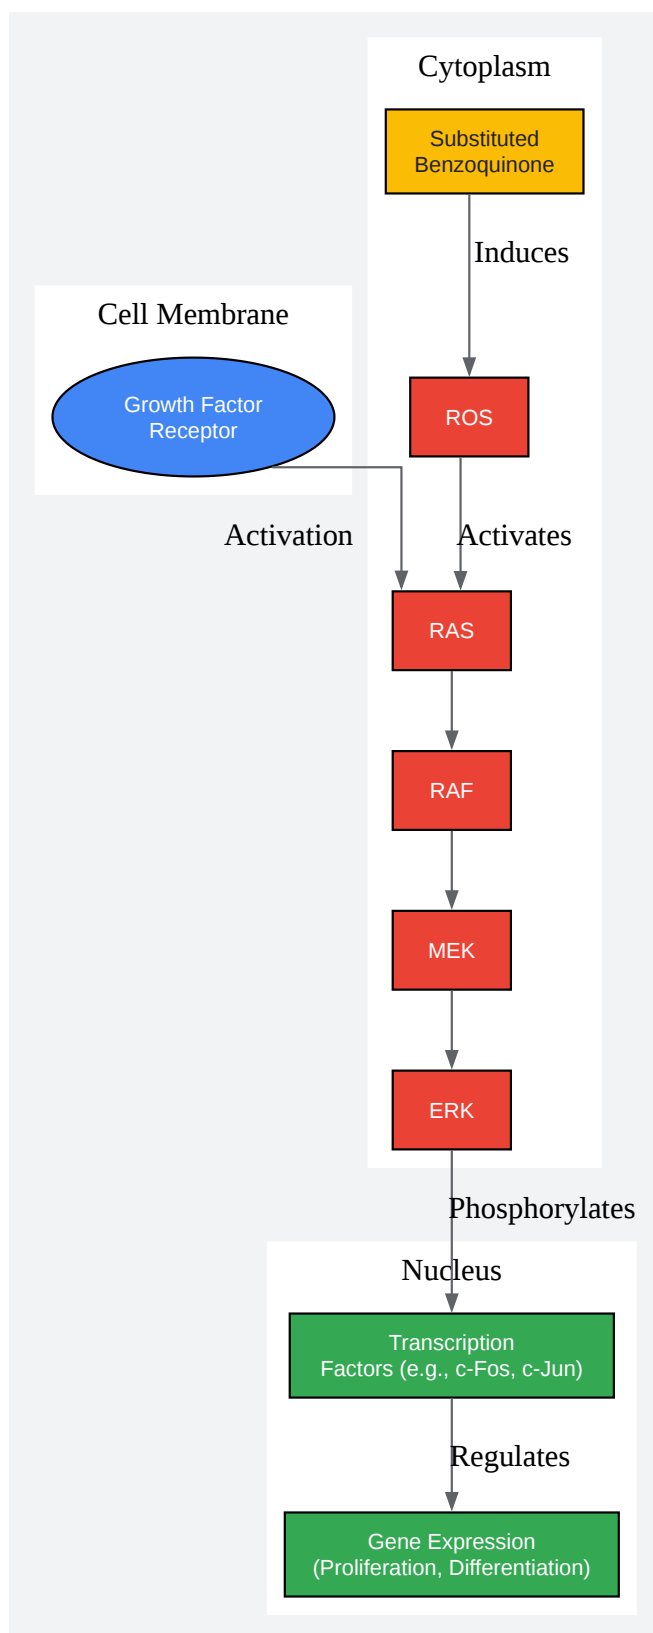 Cytoplasm
Substituted
Benzoquinone
Induces
Cell Membrane
Growth Factor
Receptor
ROS
Activation
Activates
RAS
RAF
MEK
ERK
Phosphorylates
Nucleus
Transcription
Factors (e.g., c-Fos, c-Jun)
Regulates
Gene Expression
(Proliferation, Differentiation)